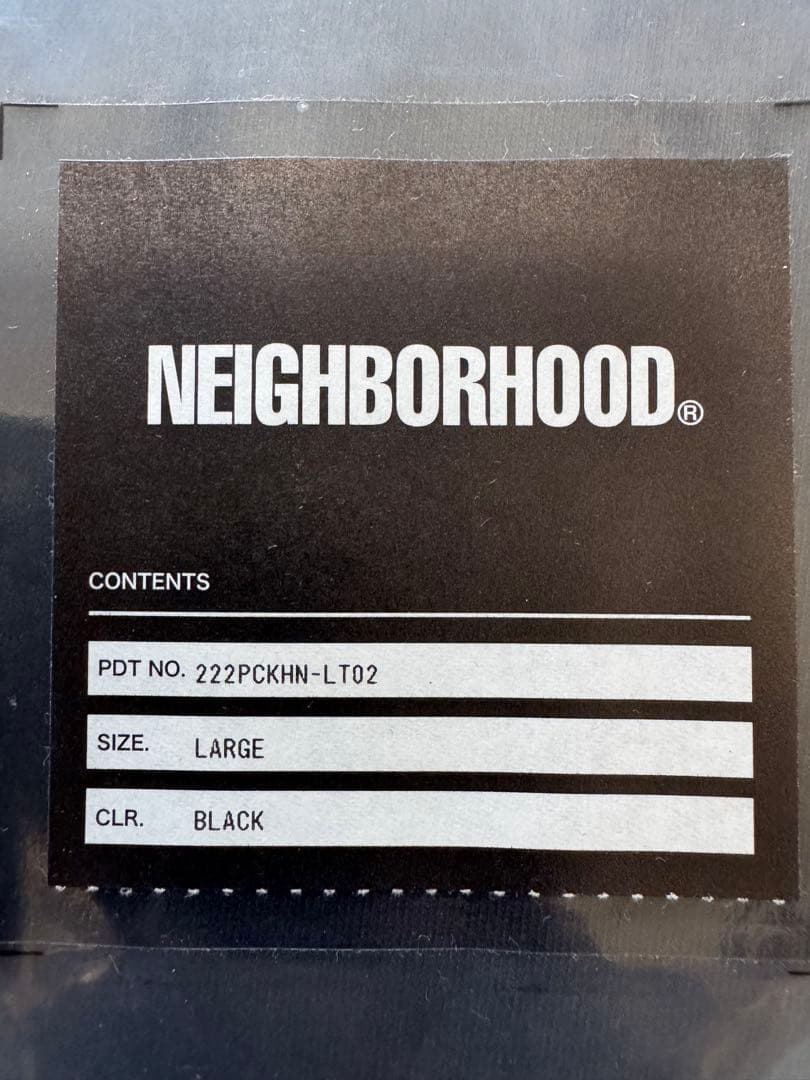 NEIGHBORHOOD®
CONTENTS
PDT NO. 222PCKHN-LT02
SIZE. LARGE
CLR. BLACK